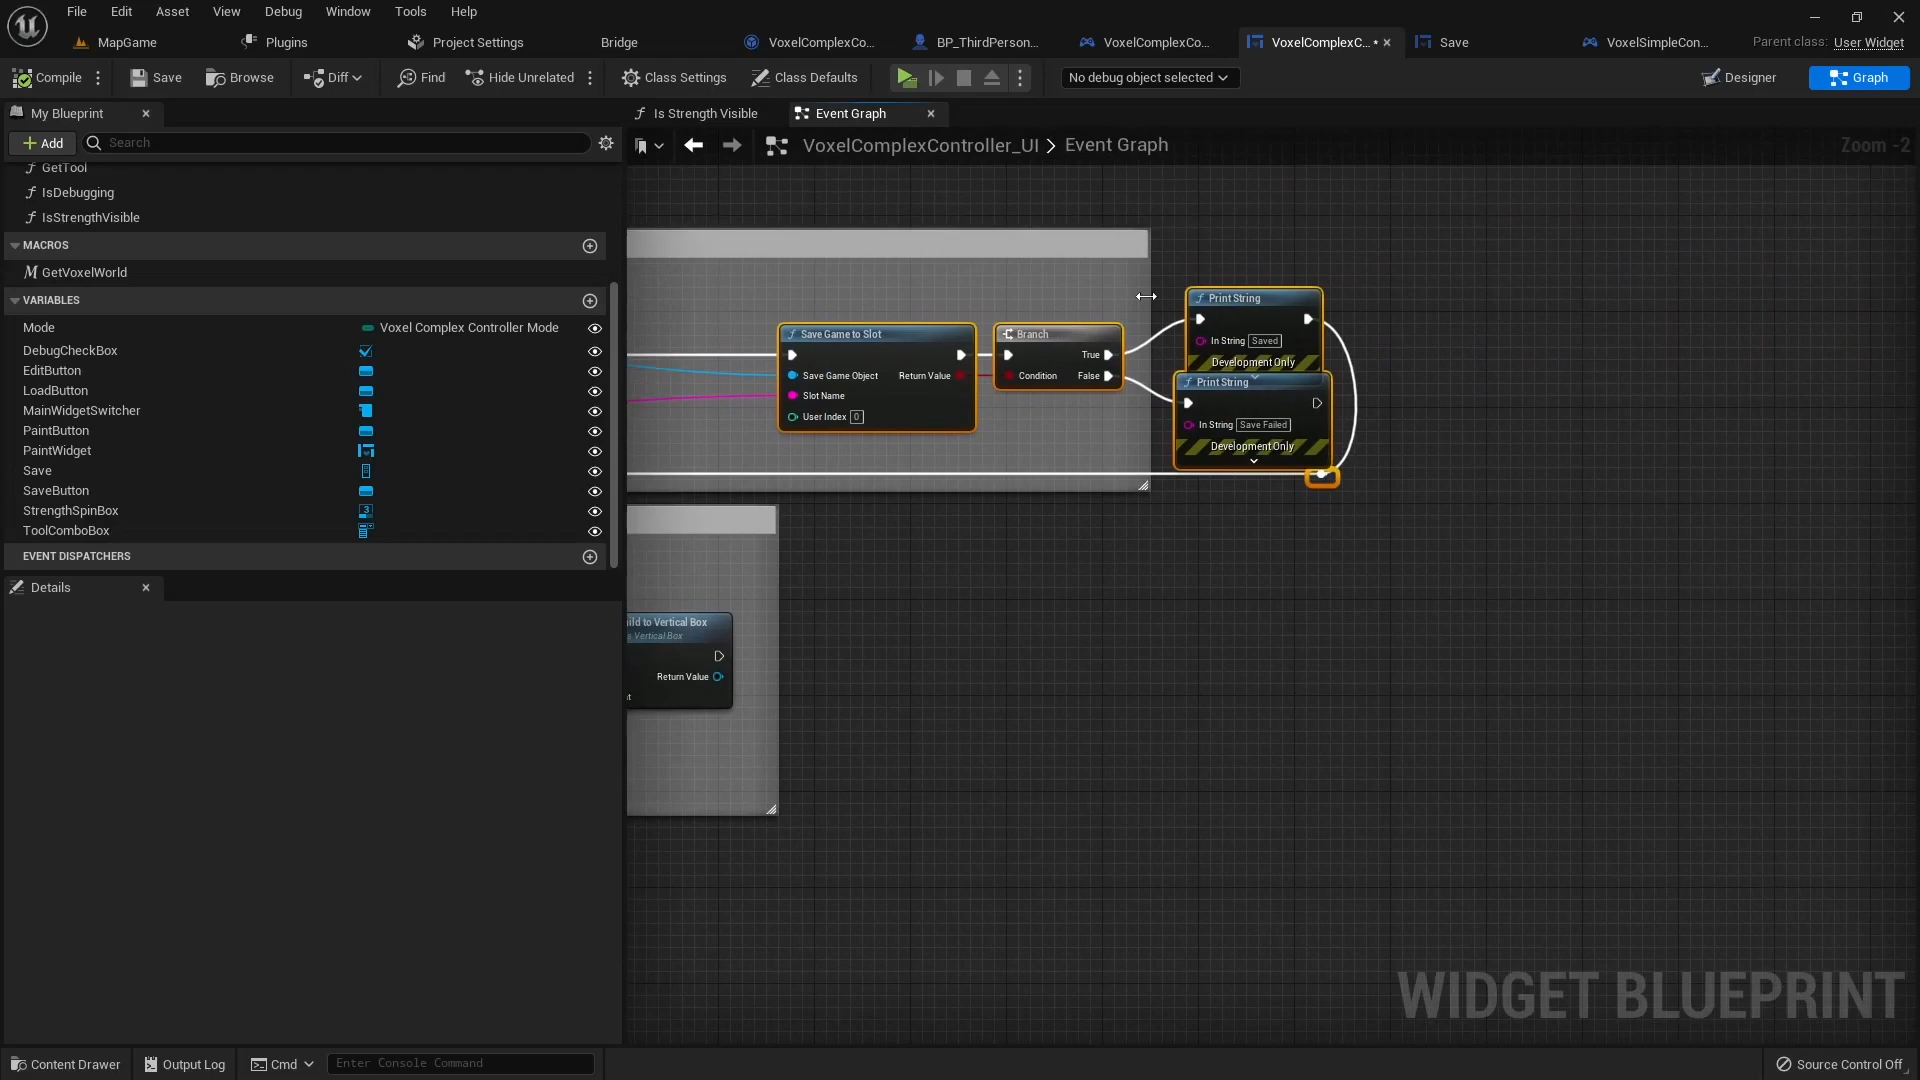 File Edit Asset View Debug Window Tools Help
MapGame Plugins Project Settings Bridge VoxelComplexCo... BP_ThirdPerson... VoxelComplexCo... VoxelComplexC... • Save VoxelSimpleCon... Parent class: User Widget
Compile Save Browse Diff Find Hide Unrelated Class Settings Class Defaults No debug object selected Designer Graph
My Blueprint
Is Strength Visible Event Graph
Add Search
VoxelComplexController_UI > Event Graph
Zoom -2
GetTool
IsDebugging
IsStrengthVisible
MACROS
GetVoxelWorld
VARIABLES
Mode Voxel Complex Controller Mode
DebugCheckBox
EditButton
LoadButton
MainWidgetSwitcher
PaintButton
PaintWidget
Save
SaveButton
StrengthSpinBox 3
ToolComboBox
EVENT DISPATCHERS
Details
Save Game to Slot
Save Game Object Return Value
Slot Name
User Index 0
Branch
True
Condition False
Print String
In String Saved
Development Only
Print String
In String Save Failed
Development Only
ild to Vertical Box
s Vertical Box
Return Value
WIDGET BLUEPRINT
Content Drawer Output Log Cmd Enter Console Command Source Control Off